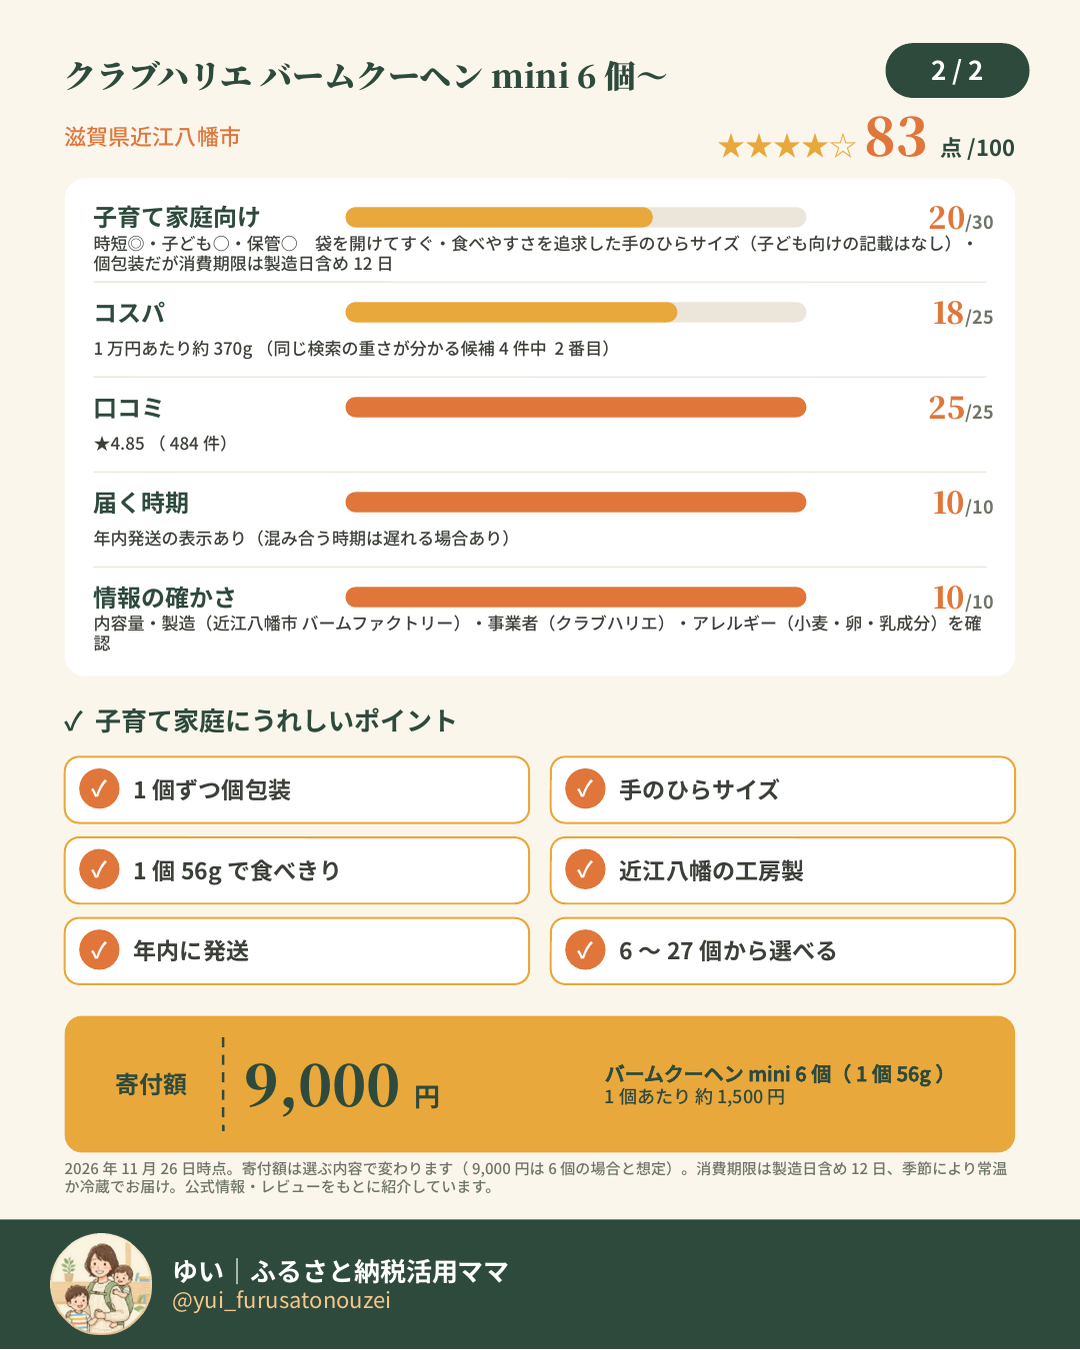 クラブハリエ バームクーヘン mini 6 個〜
2 / 2
滋賀県近江八幡市
★★★★☆ 83 点 /100
子育て家庭向け 20/30
時短◎・子ども○・保管○　袋を開けてすぐ・食べやすさを追求した手のひらサイズ（子ども向けの記載はなし）・
個包装だが消費期限は製造日含め 12 日
コスパ 18/25
1 万円あたり約 370g （同じ検索の重さが分かる候補 4 件中 2 番目）
口コミ 25/25
★4.85 （ 484 件）
届く時期 10/10
年内発送の表示あり（混み合う時期は遅れる場合あり）
情報の確かさ 10/10
内容量・製造（近江八幡市 バームファクトリー）・事業者（クラブハリエ）・アレルギー（小麦・卵・乳成分）を確
認
✓ 子育て家庭にうれしいポイント
✓ 1 個ずつ個包装
✓ 手のひらサイズ
✓ 1 個 56g で食べきり
✓ 近江八幡の工房製
✓ 年内に発送
✓ 6 〜 27 個から選べる
寄付額 9,000 円
バームクーヘン mini 6 個（ 1 個 56g ）
1 個あたり 約 1,500 円
2026 年 11 月 26 日時点。寄付額は選ぶ内容で変わります（ 9,000 円は 6 個の場合と想定）。消費期限は製造日含め 12 日、季節により常温
か冷蔵でお届け。公式情報・レビューをもとに紹介しています。
ゆい｜ふるさと納税活用ママ
@yui_furusatonouzei